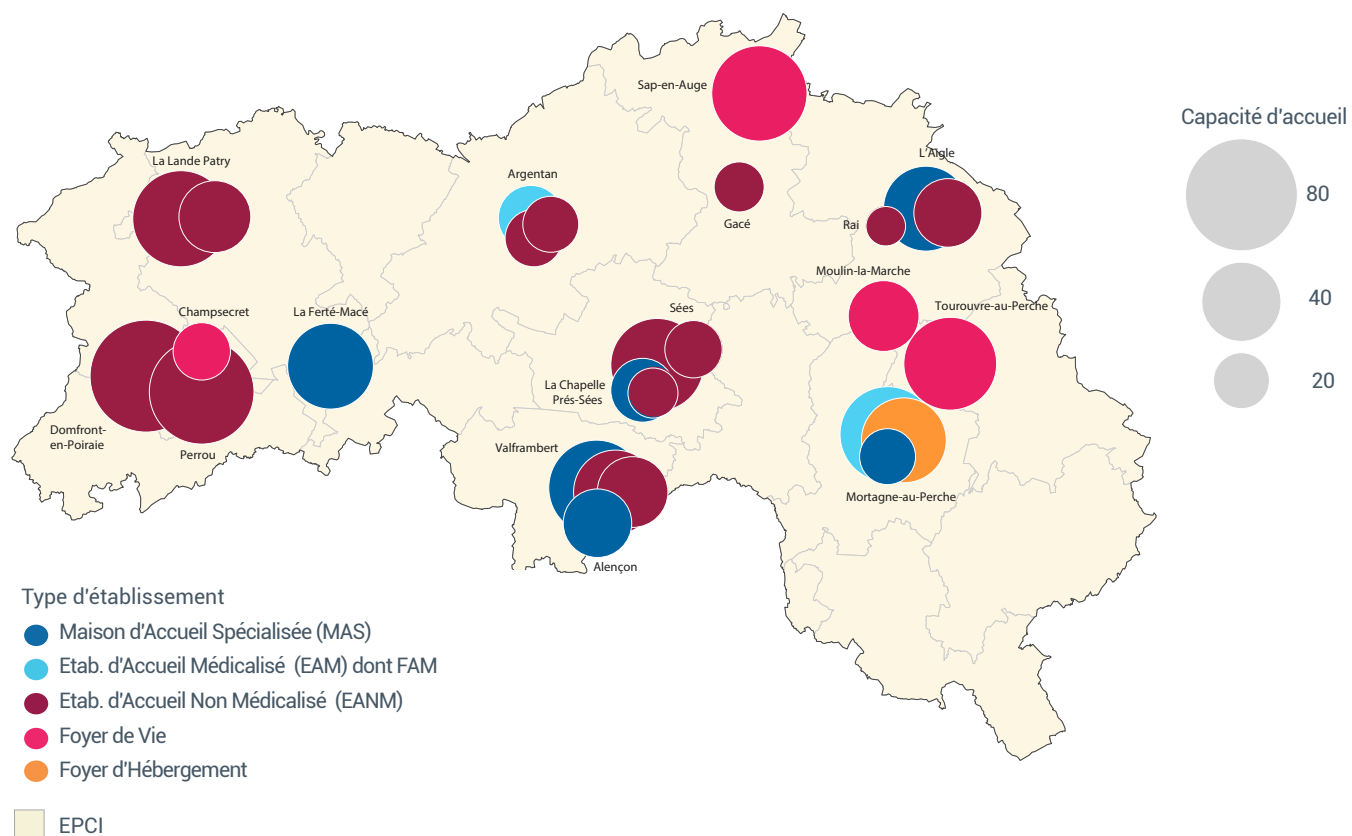 Sap-en-Auge
Capacité d'accueil
La Lande Patry
L'Aigle
Argentan
80
Gacé
Rai
Moulin-la-Marche
40
Champsecret
La Ferté-Macé
Sées
Tourouvre-au-Perche
20
La Chapelle
Prés-Sées
Domfront-
en-Poiraie
Perrou
Valframbert
Mortagne-au-Perche
Alençon
Type d'établissement
Maison d'Accueil Spécialisée (MAS)
Etab. d'Accueil Médicalisé (EAM) dont FAM
Etab. d'Accueil Non Médicalisé (EANM)
Foyer de Vie
Foyer d'Hébergement
EPCI